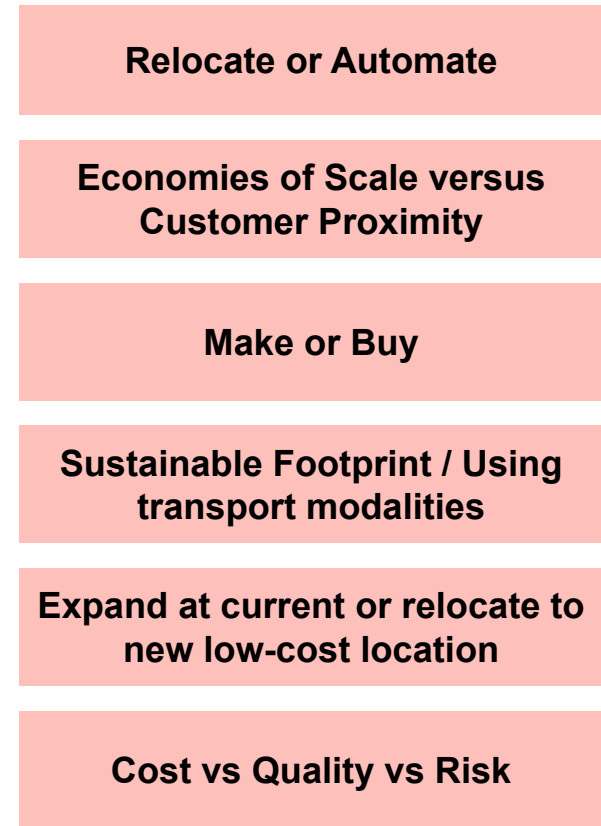 Relocate or Automate
Economies of Scale versus
Customer Proximity
Make or Buy
Sustainable Footprint / Using
transport modalities
Expand at current or relocate to
new low-cost location
Cost vs Quality vs Risk